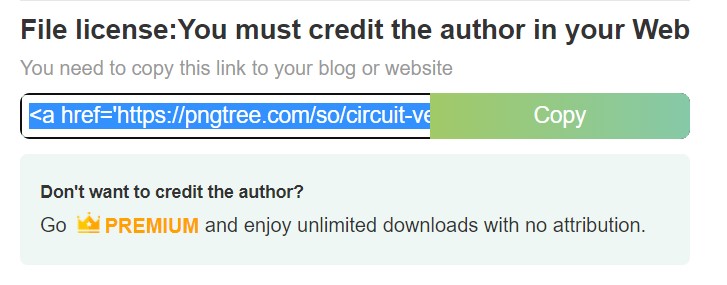 File license:You must credit the author in your Web
You need to copy this link to your blog or website
<a href='https://pngtree.com/so/circuit-ve
Copy
Don't want to credit the author?
Go PREMIUM and enjoy unlimited downloads with no attribution.